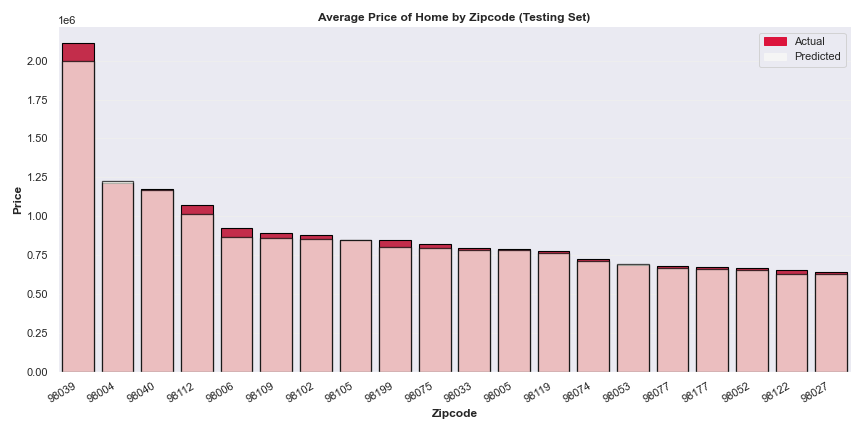 Average Price of Home by Zipcode (Testing Set)
1e6
Actual
Predicted
2.00
1.75
1.50
1.25
1.00
0.75
0.50
0.25
0.00
Price
98039 98004 98040 98112 98006 98109 98102 98105 98199 98075 98033 98005 98119 98074 98053 98077 98177 98052 98122 98027
Zipcode